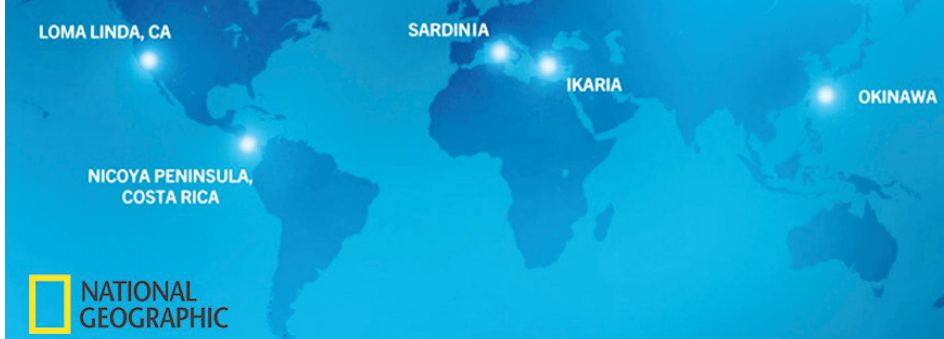 LOMA LINDA, CA
SARDINIA
IKARIA
OKINAWA
NICOYA PENINSULA,
COSTA RICA
NATIONAL
GEOGRAPHIC